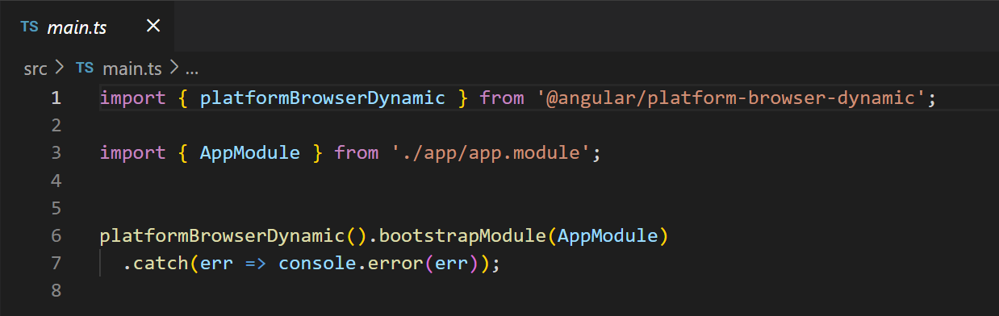 TS main.ts ×
src > TS main.ts > ...
1 import { platformBrowserDynamic } from '@angular/platform-browser-dynamic';
2
3 import { AppModule } from './app/app.module';
4
5
6 platformBrowserDynamic().bootstrapModule(AppModule)
7   .catch(err => console.error(err));
8